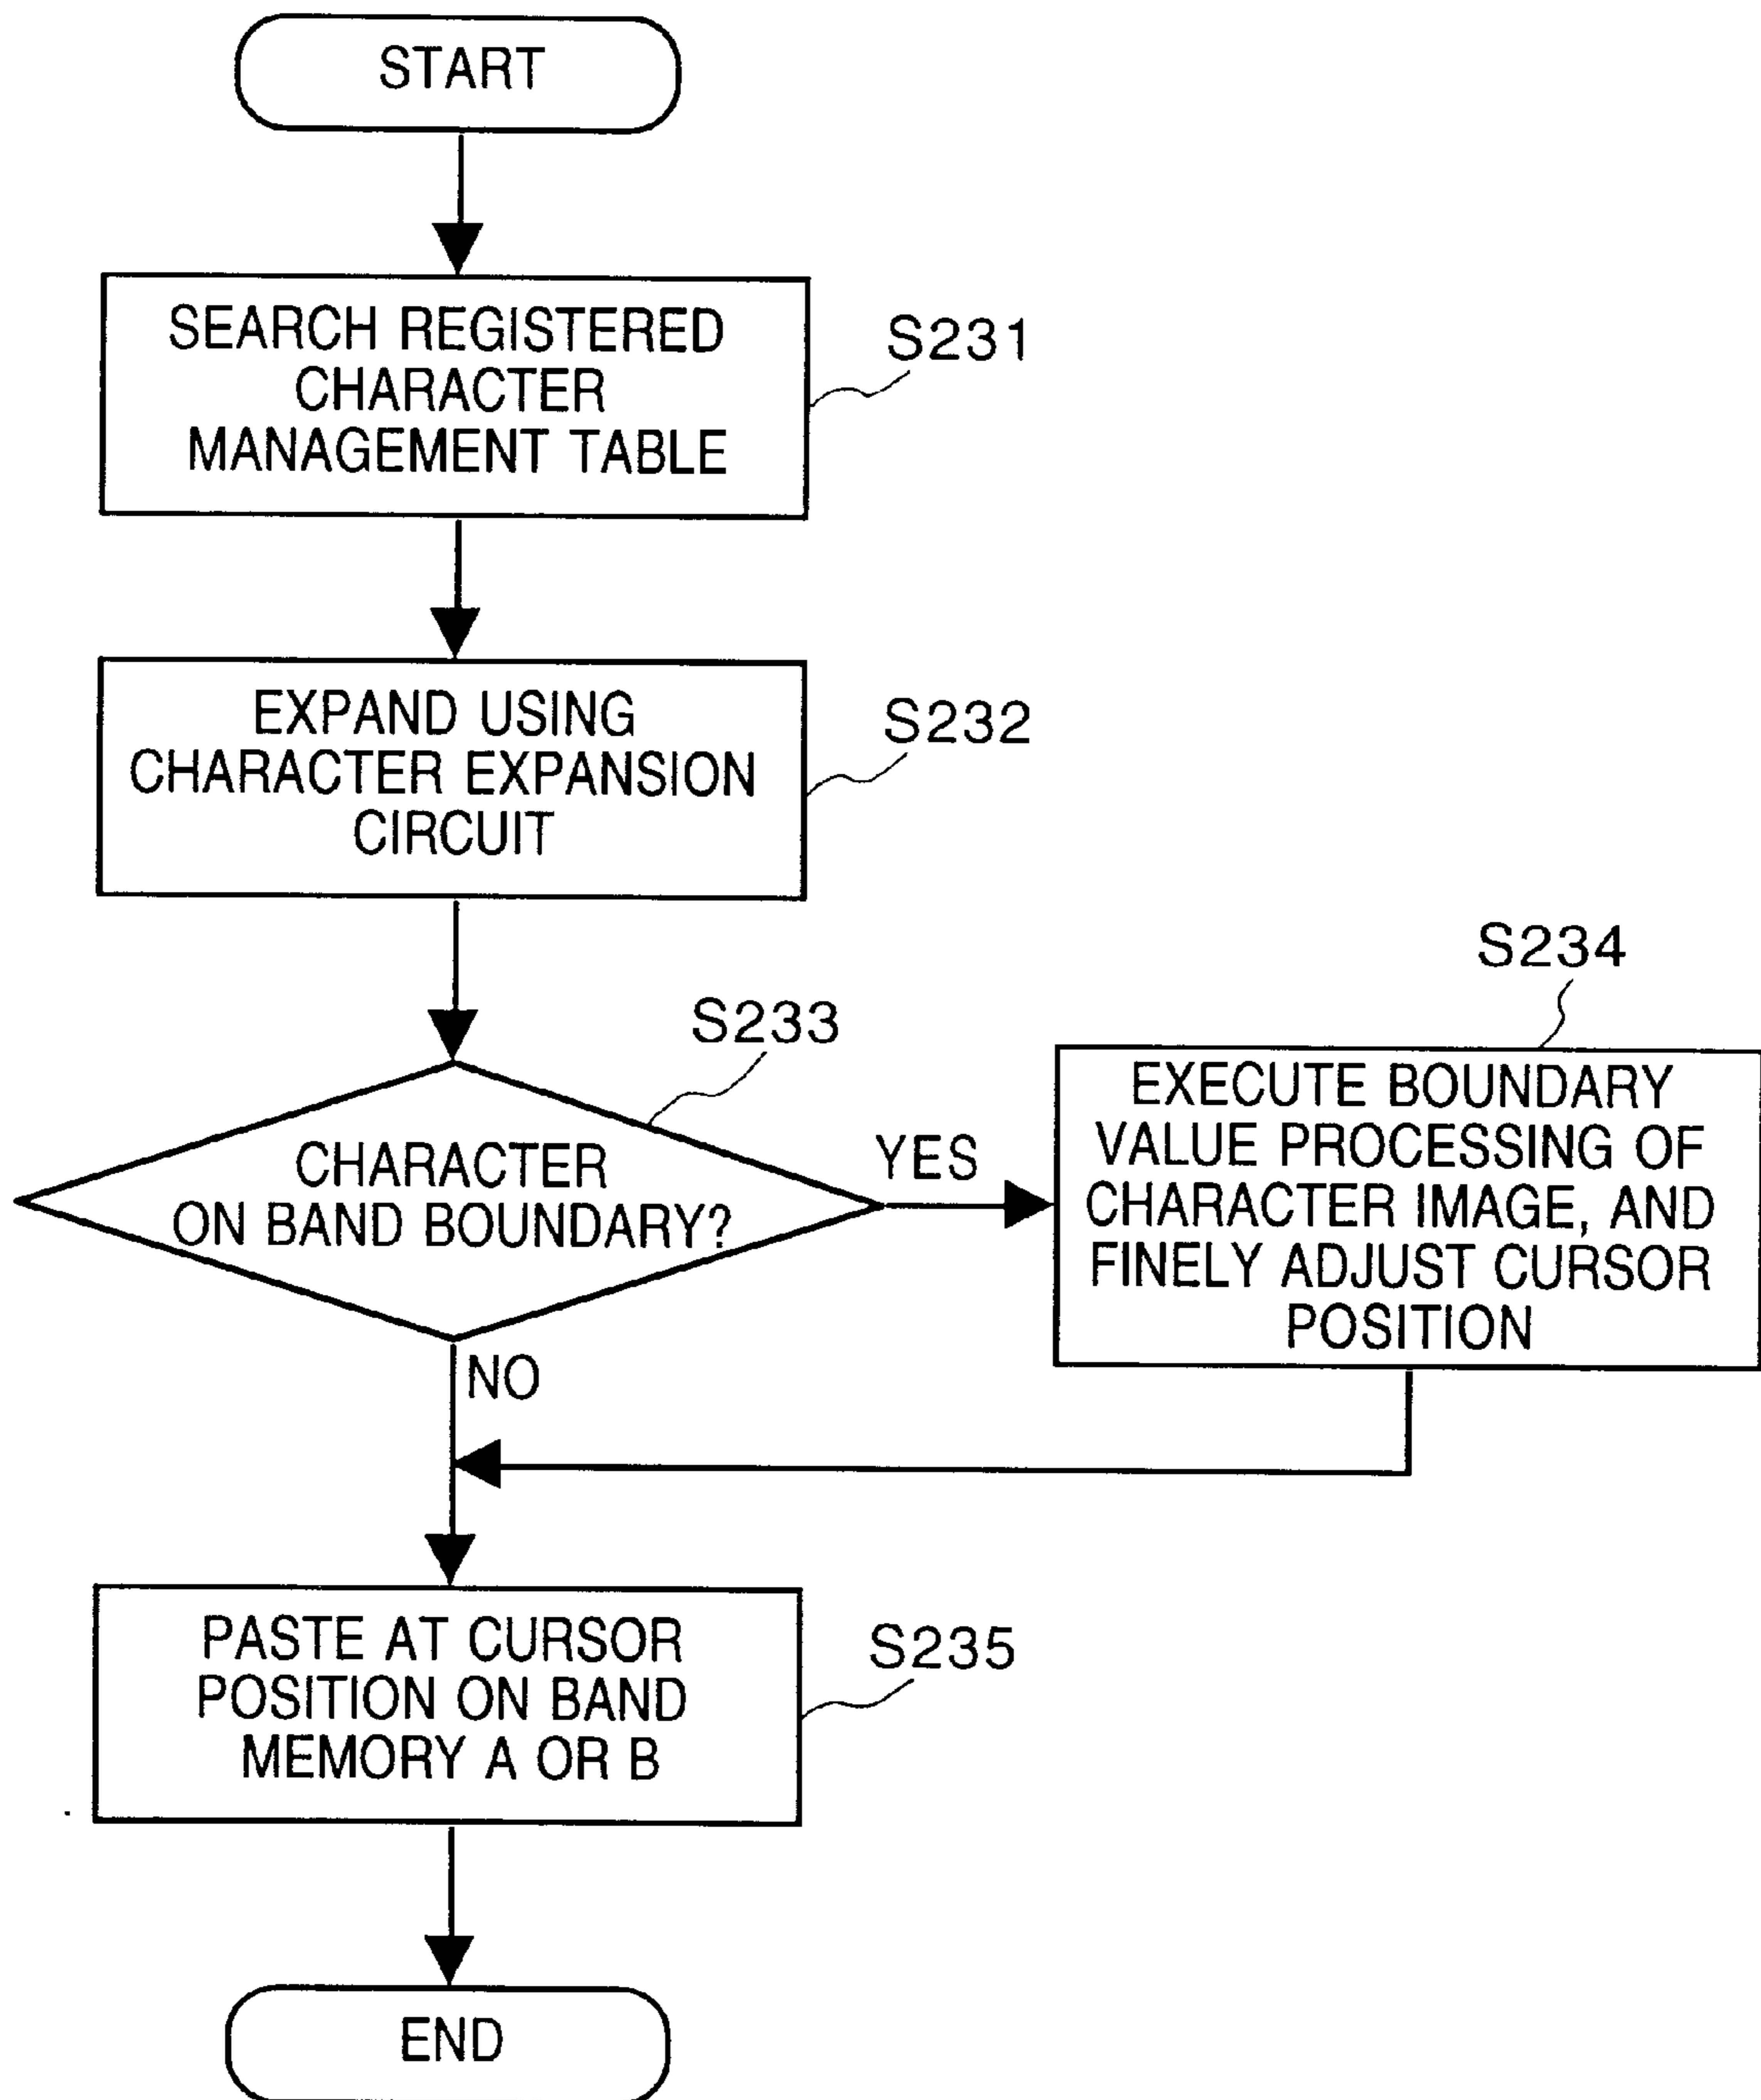 START
SEARCH REGISTERED
CHARACTER
MANAGEMENT TABLE
S231
EXPAND USING
CHARACTER EXPANSION
CIRCUIT
S232
S233
CHARACTER
ON BAND BOUNDARY?
YES
NO
S234
EXECUTE BOUNDARY
VALUE PROCESSING OF
CHARACTER IMAGE, AND
FINELY ADJUST CURSOR
POSITION
PASTE AT CURSOR
POSITION ON BAND
MEMORY A OR B
S235
END